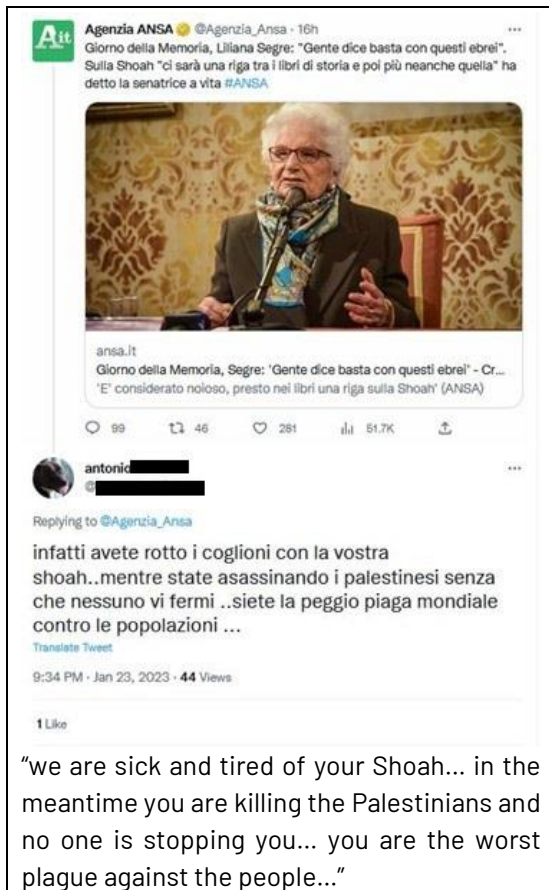 Ait
Agenzia ANSA @Agenzia_Ansa · 16h
Giorno della Memoria, Liliana Segre: "Gente dice basta con questi ebrei".
Sulla Shoah "ci sarà una riga tra i libri di storia e poi più neanche quella" ha
detto la senatrice a vita #ANSA
ansa.it
Giorno della Memoria, Segre: 'Gente dice basta con questi ebrei' - Cr...
'E' considerato noioso, presto nei libri una riga sulla Shoah' (ANSA)
99 46 281 51.7K
antonio
@
Replying to @Agenzia_Ansa
infatti avete rotto i coglioni con la vostra
shoah..mentre state asassinando i palestinesi senza
che nessuno vi fermi ..siete la peggio piaga mondiale
contro le popolazioni ...
Translate Tweet
9:34 PM · Jan 23, 2023 · 44 Views
1 Like
"we are sick and tired of your Shoah... in the
meantime you are killing the Palestinians and
no one is stopping you... you are the worst
plague against the people..."